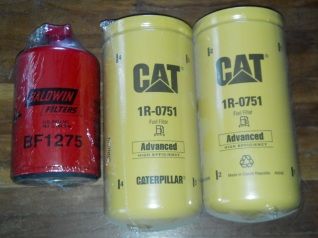 BALDWIN
FILTERS
BF1275
CAT
1R-0751
Fuel Filter
Advanced
HIGH EFFICIENCY
CATERPILLAR
CAT
1R-0751
Fuel Filter
Advanced
HIGH EFFICIENCY